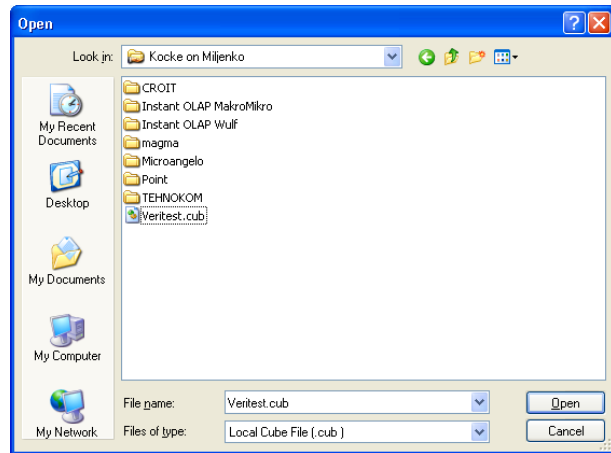 Open
Look in: Kocke on Miljenko
CROIT
Instant OLAP MakroMikro
Instant OLAP Wulf
magma
Microangelo
Point
TEHNOKOM
Veritest.cub
My Recent
Documents
Desktop
My Documents
My Computer
My Network
File name: Veritest.cub Open
Files of type: Local Cube File (.cub ) Cancel